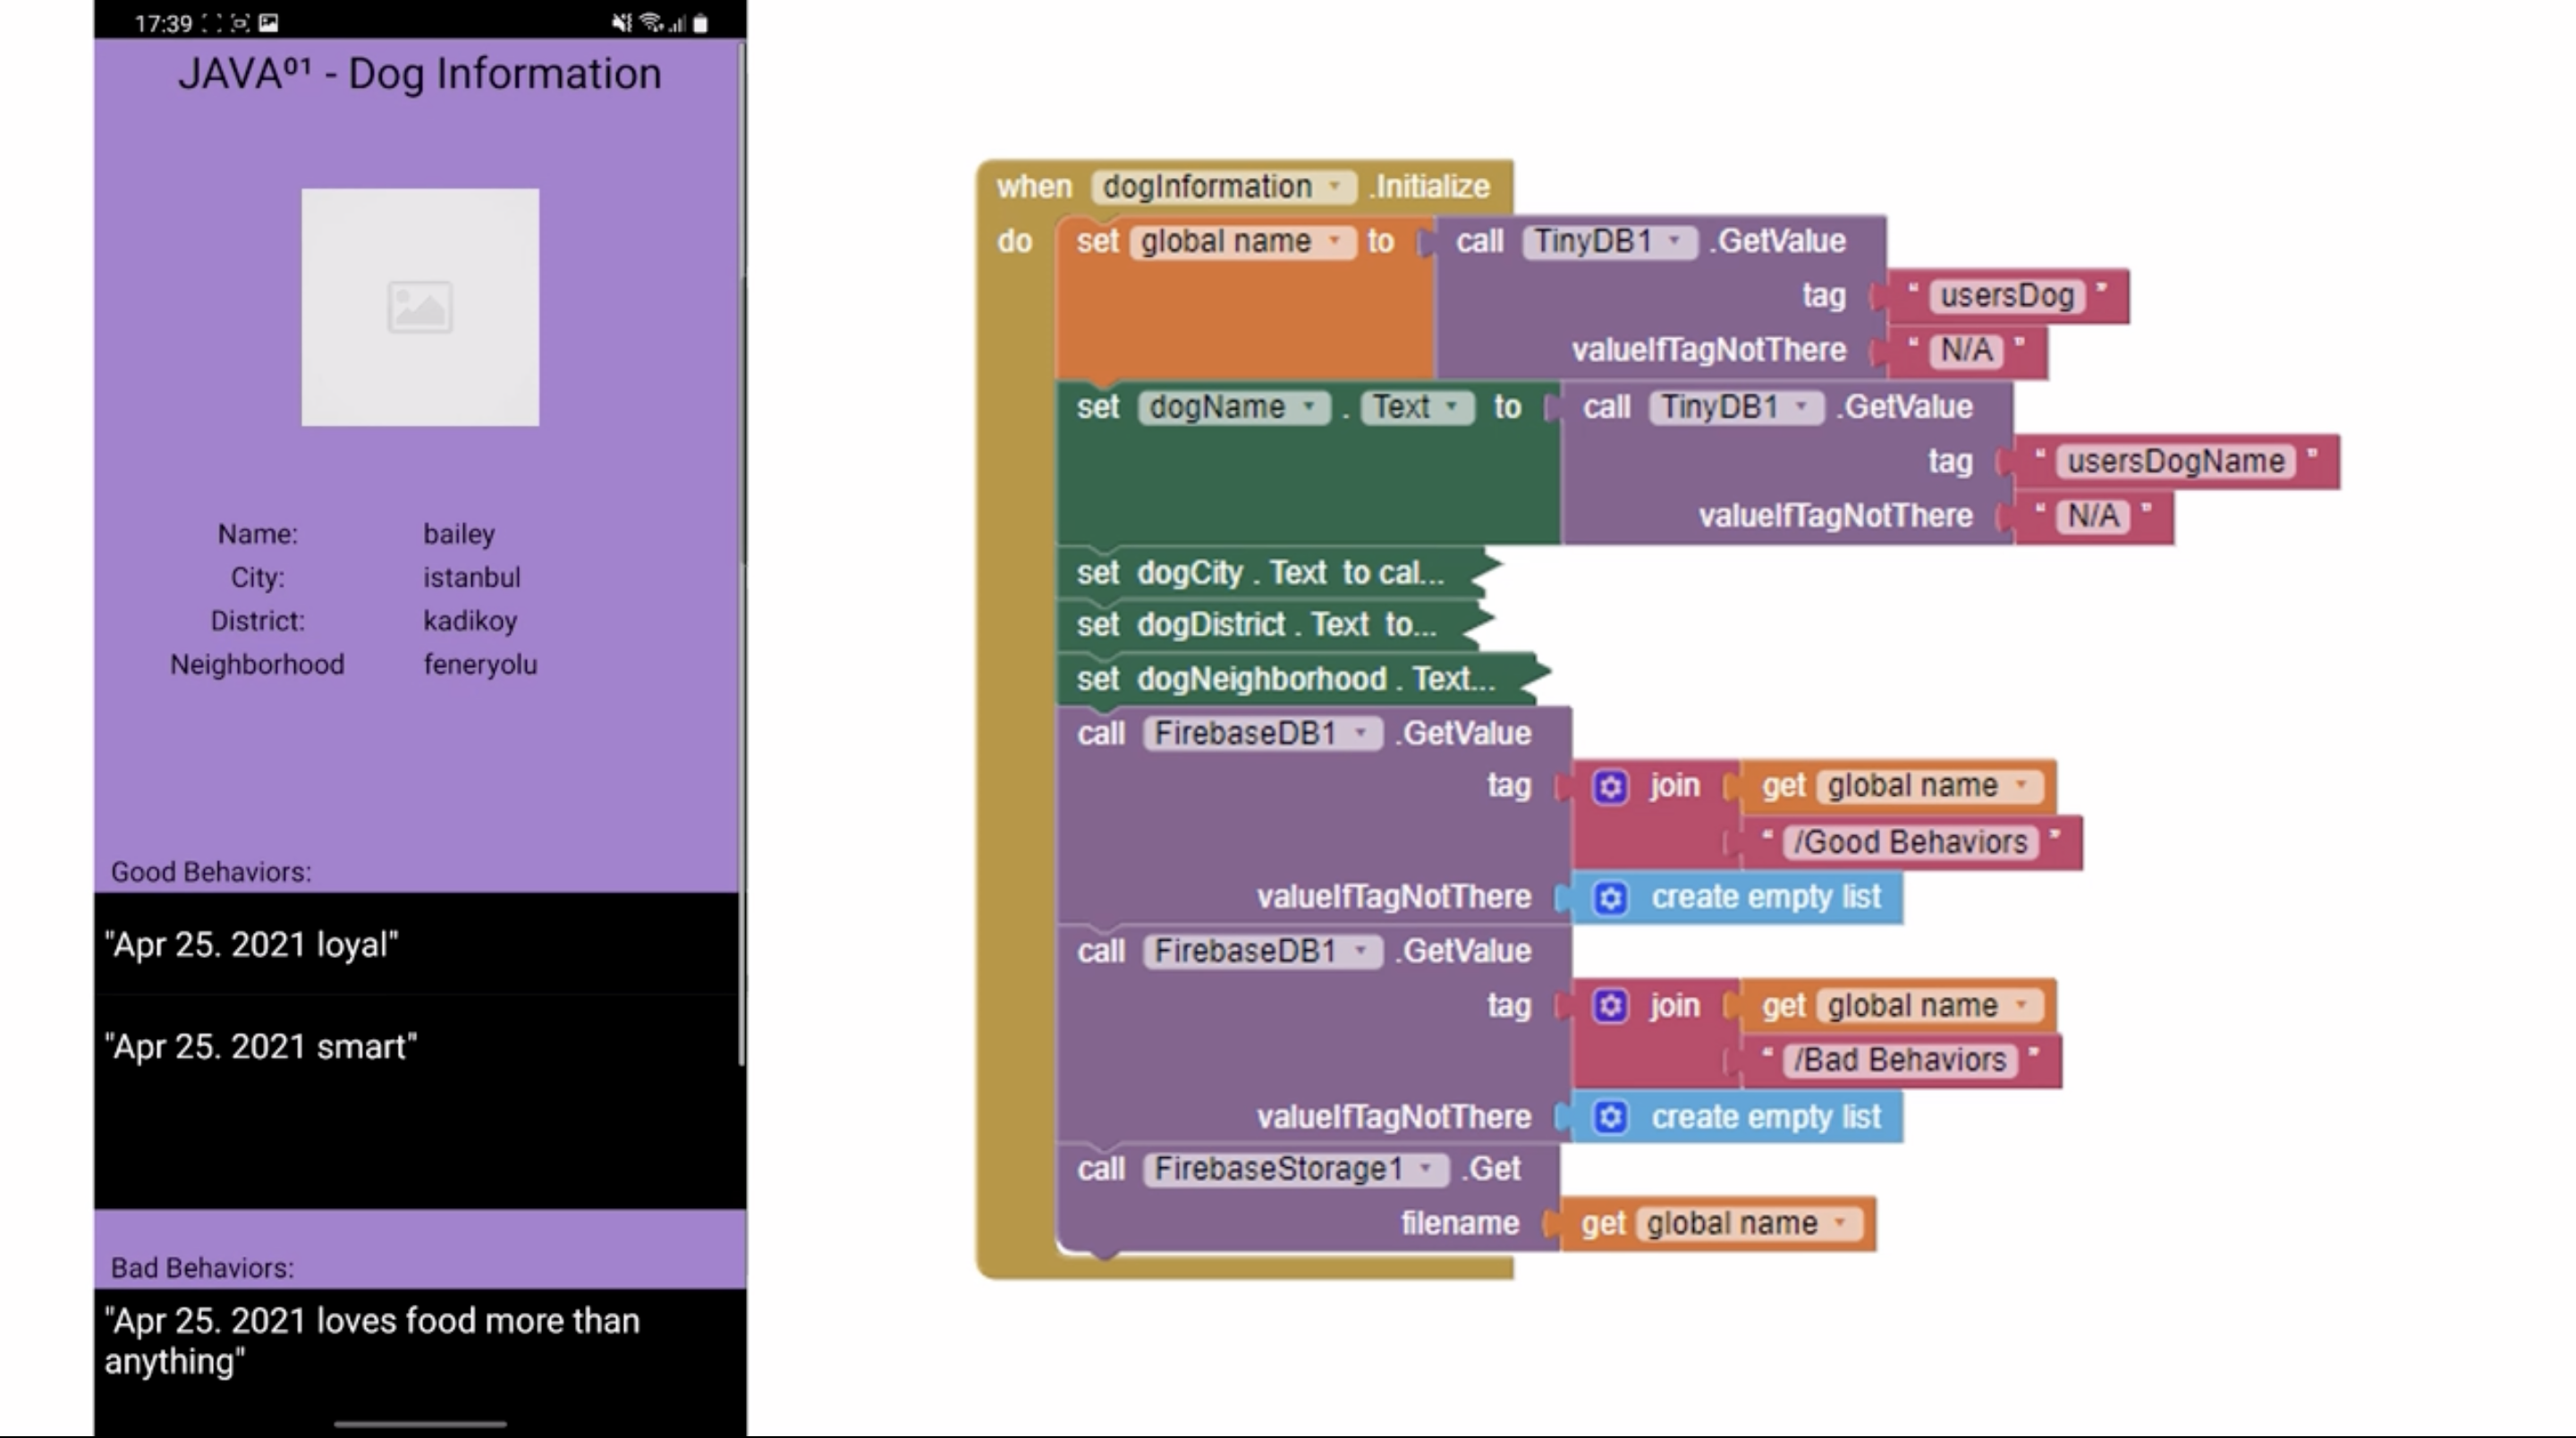 17:39
JAVA⁰¹ - Dog Information
Name: bailey
City: istanbul
District: kadikoy
Neighborhood feneryolu
Good Behaviors:
"Apr 25. 2021 loyal"
"Apr 25. 2021 smart"
Bad Behaviors:
"Apr 25. 2021 loves food more than
anything"
when dogInformation .Initialize
do set global name to call TinyDB1 .GetValue
tag " usersDog "
valueIfTagNotThere " N/A "
set dogName . Text to call TinyDB1 .GetValue
tag " usersDogName "
valueIfTagNotThere " N/A "
set dogCity . Text to cal...
set dogDistrict . Text to...
set dogNeighborhood . Text...
call FirebaseDB1 .GetValue
tag join get global name
" /Good Behaviors "
valueIfTagNotThere create empty list
call FirebaseDB1 .GetValue
tag join get global name
" /Bad Behaviors "
valueIfTagNotThere create empty list
call FirebaseStorage1 .Get
filename get global name